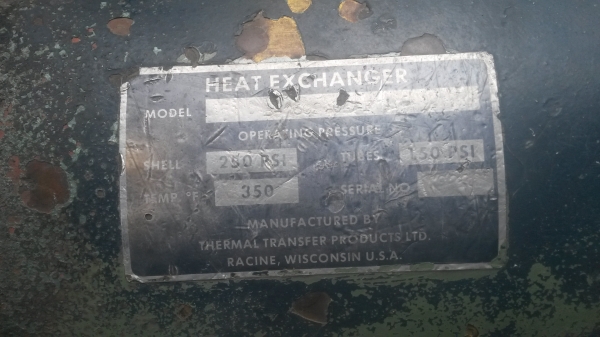 HEAT EXCHANGER
MODEL
OPERATING PRESSURE
SHELL 250 PSI TUBES 150 PSI
TEMP. °F 350 SERIAL NO.
MANUFACTURED BY
THERMAL TRANSFER PRODUCTS LTD.
RACINE, WISCONSIN U.S.A.